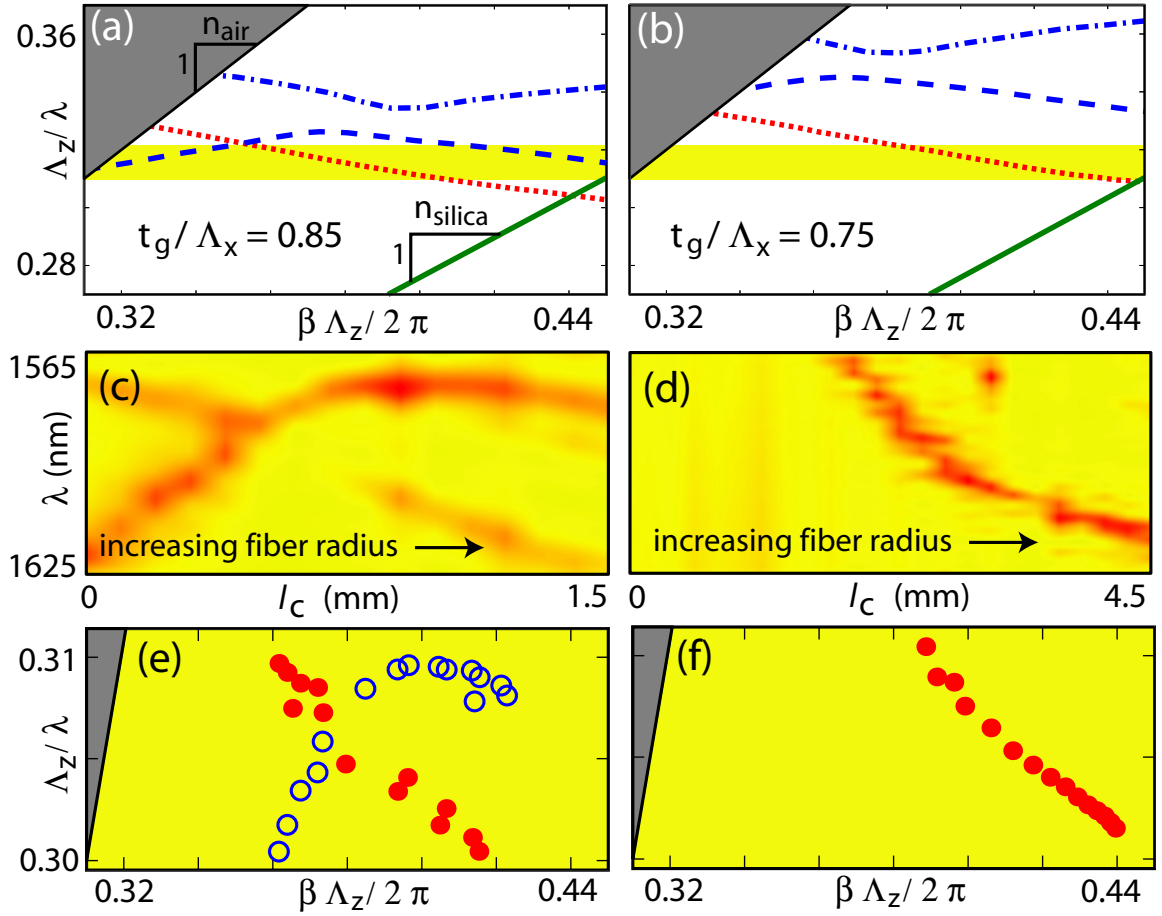 (a)
n_air
1
0.36
Λ_z / λ
0.28
t_g / Λ_x = 0.85
n_silica
1
0.32
β Λ_z / 2 π
0.44
(b)
t_g / Λ_x = 0.75
0.32
β Λ_z / 2 π
0.44
1565
(c)
λ (nm)
increasing fiber radius
1625
0
l_c (mm)
1.5
(d)
increasing fiber radius
0
l_c (mm)
4.5
(e)
0.31
Λ_z / λ
0.30
0.32
β Λ_z / 2 π
0.44
(f)
0.32
β Λ_z / 2 π
0.44